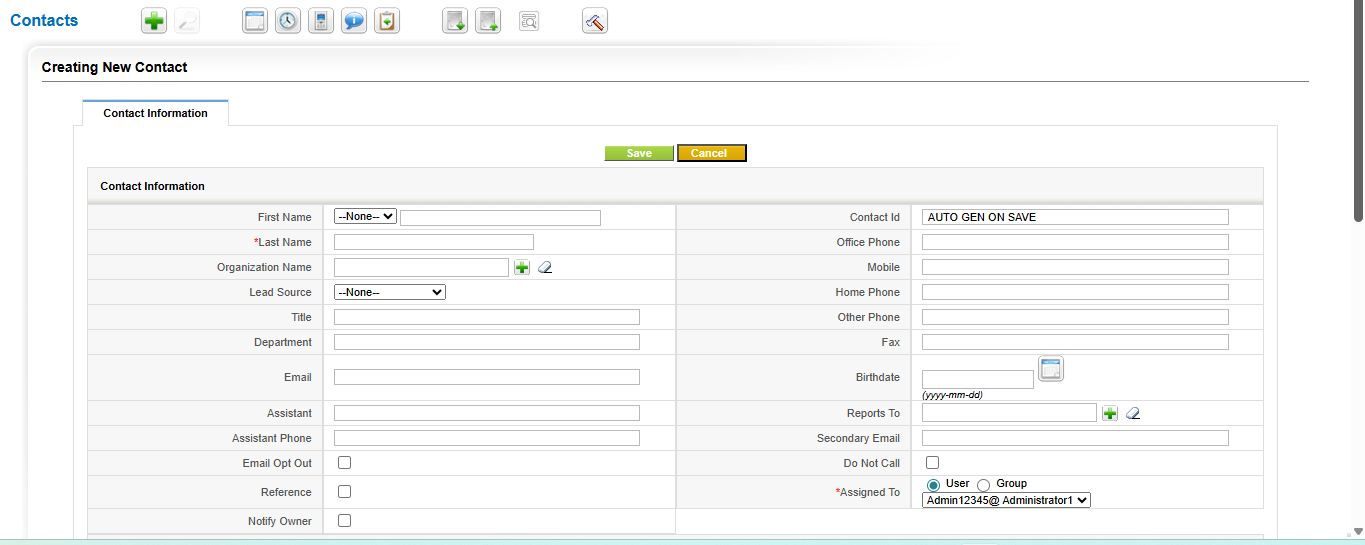 Contacts
Creating New Contact
Contact Information
Save Cancel
Contact Information
First Name --None-- Contact Id AUTO GEN ON SAVE
*Last Name Office Phone
Organization Name Mobile
Lead Source --None-- Home Phone
Title Other Phone
Department Fax
Email Birthdate
(yyyy-mm-dd)
Assistant Reports To
Assistant Phone Secondary Email
Email Opt Out Do Not Call
Reference *Assigned To User Group
Admin12345@ Administrator1
Notify Owner